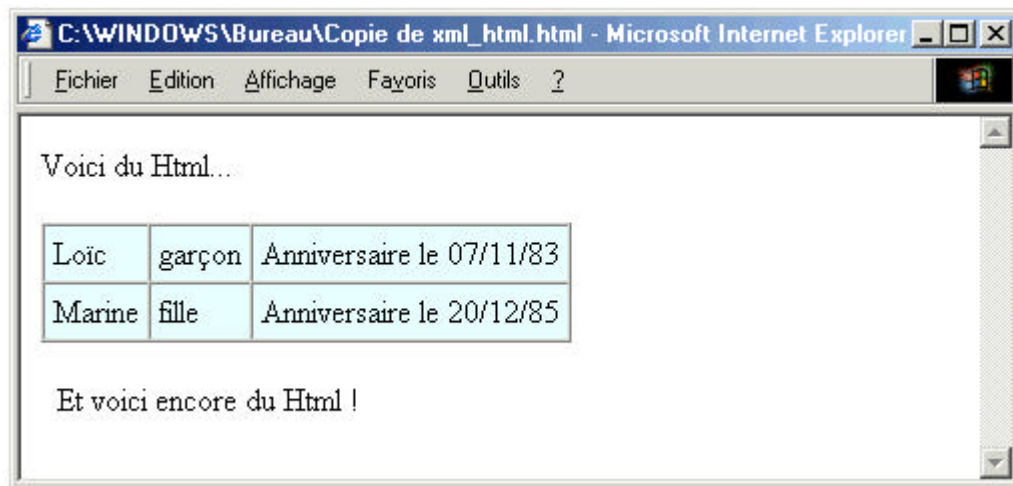 C:\WINDOWS\Bureau\Copie de xml_html.html - Microsoft Internet Explorer
Fichier Edition Affichage Favoris Outils ?
Voici du Html...
Loïc garçon Anniversaire le 07/11/83
Marine fille Anniversaire le 20/12/85
Et voici encore du Html !